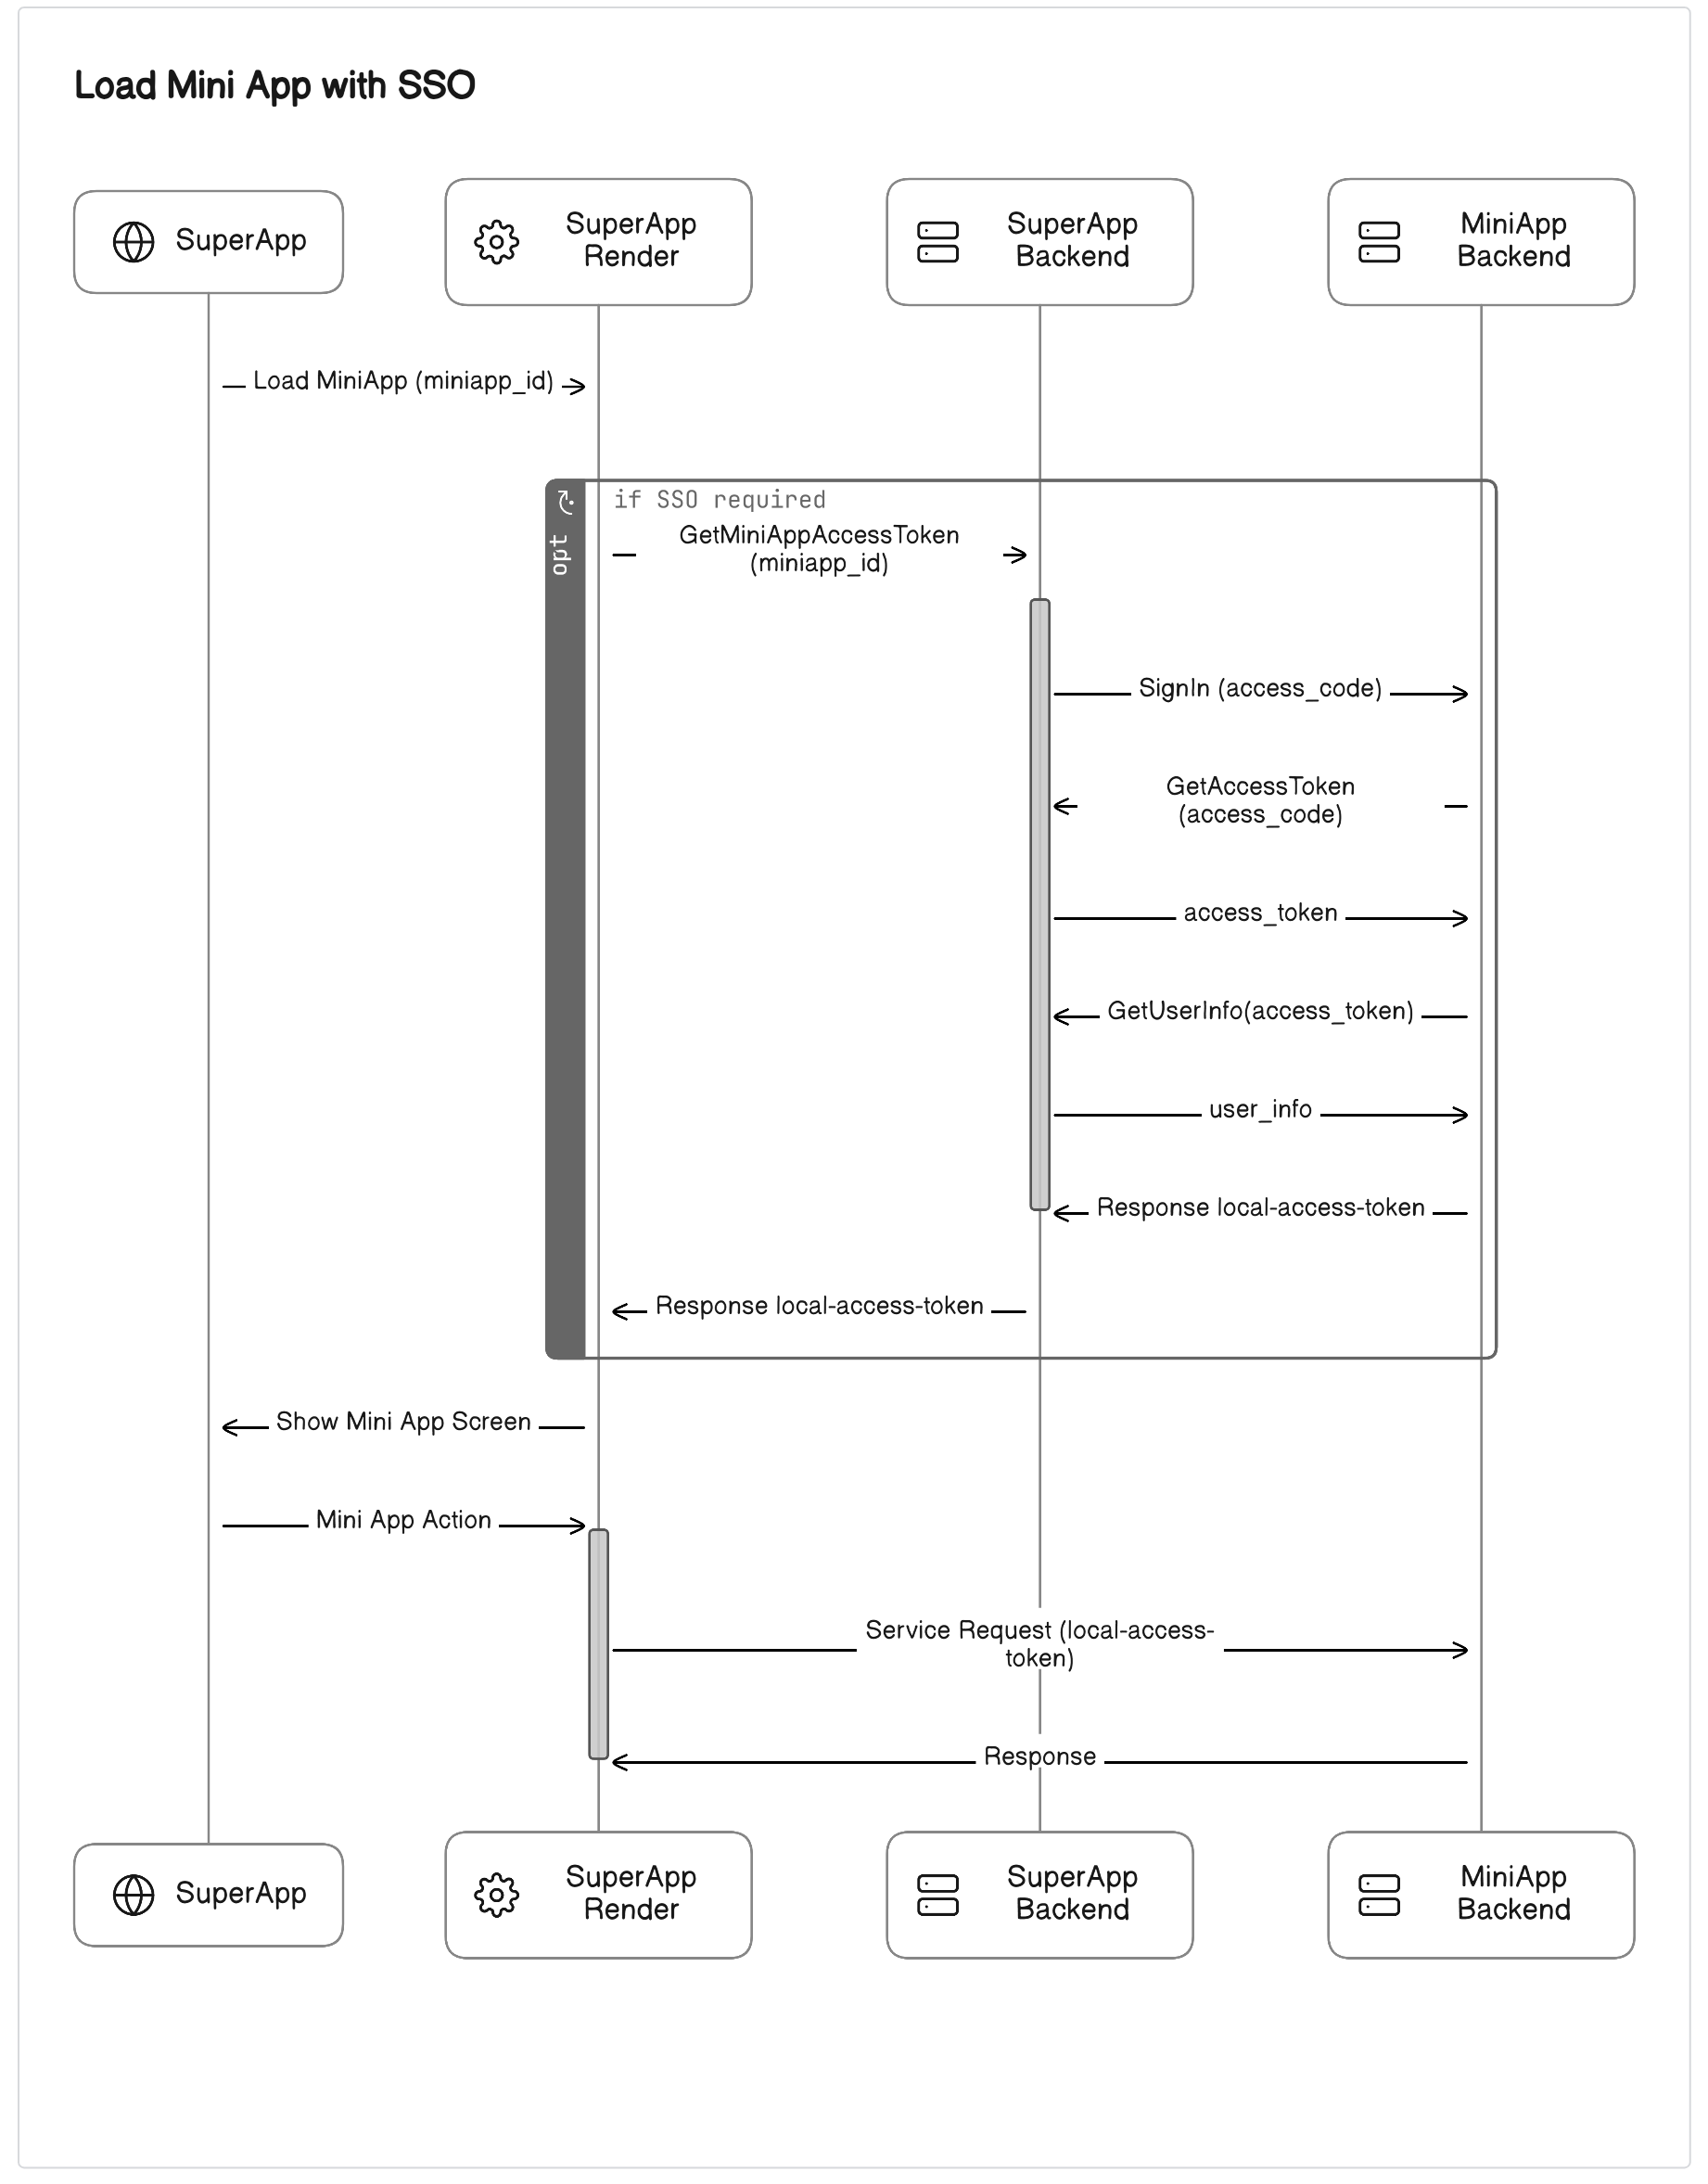 Load Mini App with SSO
SuperApp
SuperApp
Render
SuperApp
Backend
MiniApp
Backend
Load MiniApp (miniapp_id)
opt
if SSO required
GetMiniAppAccessToken
(miniapp_id)
SignIn (access_code)
GetAccessToken
(access_code)
access_token
GetUserInfo(access_token)
user_info
Response local-access-token
Response local-access-token
Show Mini App Screen
Mini App Action
Service Request (local-access-
token)
Response
SuperApp
SuperApp
Render
SuperApp
Backend
MiniApp
Backend